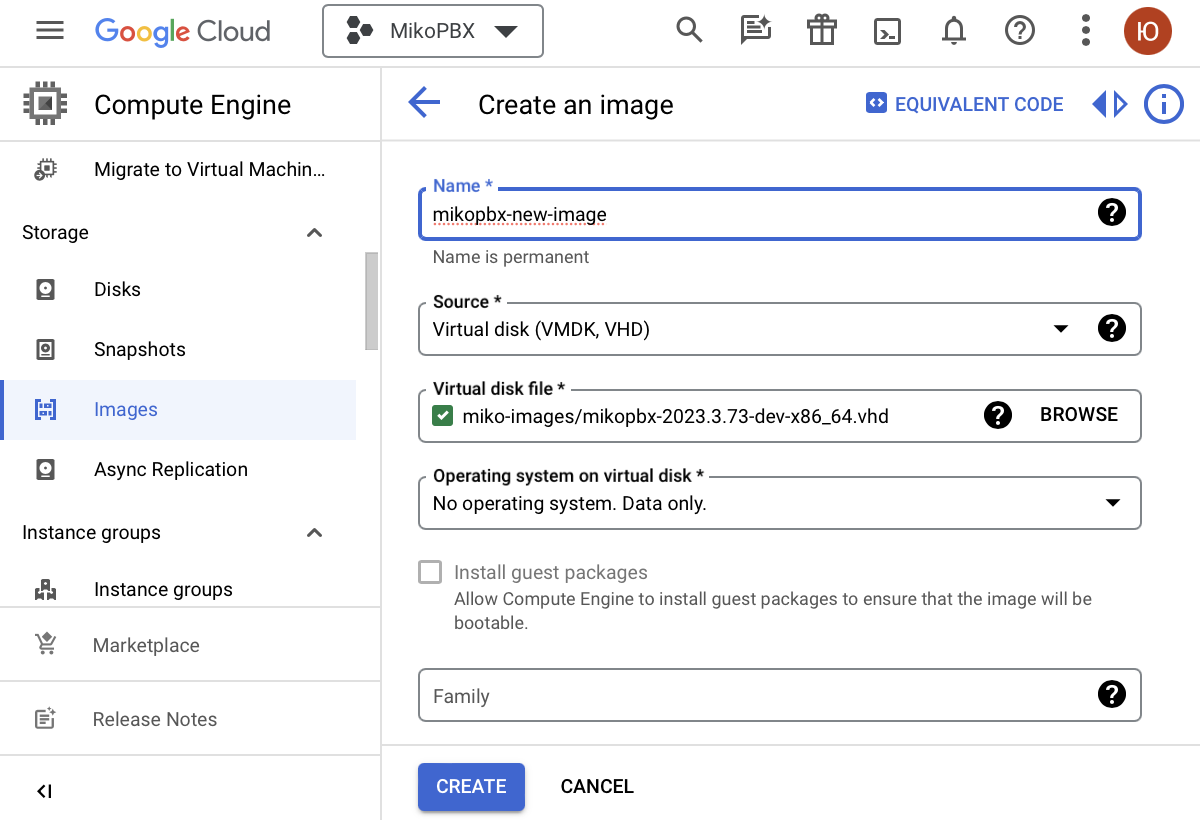 Google Cloud
MikoPBX
Ю
Compute Engine
Migrate to Virtual Machin...
Storage
Disks
Snapshots
Images
Async Replication
Instance groups
Instance groups
Marketplace
Release Notes
Create an image
EQUIVALENT CODE
Name *
mikopbx-new-image
Name is permanent
Source *
Virtual disk (VMDK, VHD)
Virtual disk file *
miko-images/mikopbx-2023.3.73-dev-x86_64.vhd
BROWSE
Operating system on virtual disk *
No operating system. Data only.
Install guest packages
Allow Compute Engine to install guest packages to ensure that the image will be
bootable.
Family
CREATE
CANCEL